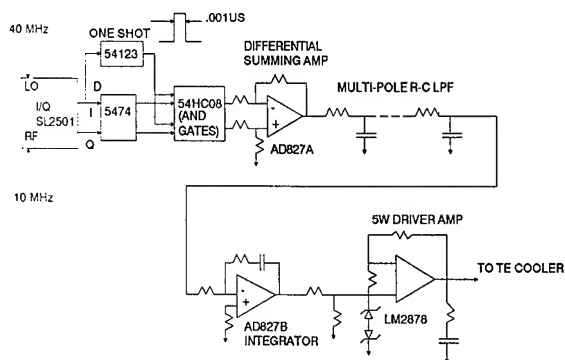 .001US
40 MHz
ONE SHOT
54123
DIFFERENTIAL
SUMMING AMP
LO
D
MULTI-POLE R-C LPF
I/Q
I
5474
54HC08
(AND
GATES)
-
+
SL2501
RF
Q
AD827A
10 MHz
5W DRIVER AMP
-
+
-
+
TO TE COOLER
AD827B
INTEGRATOR
LM2878